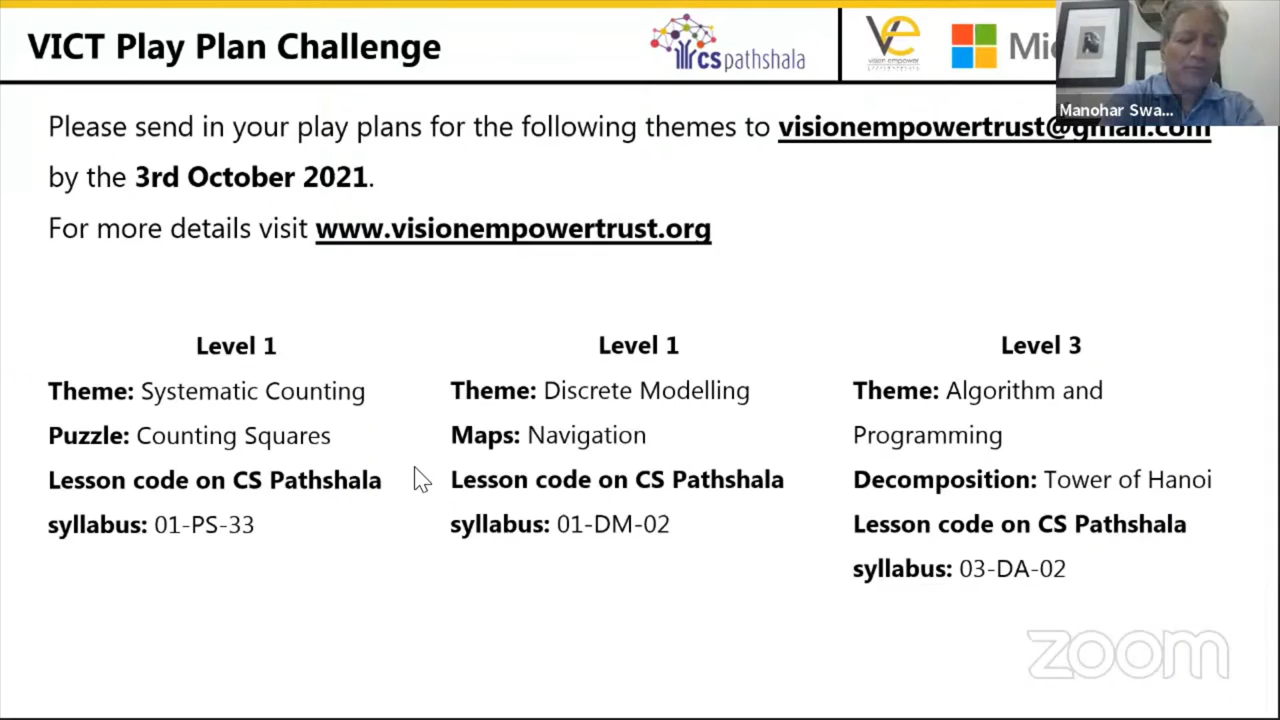 VICT Play Plan Challenge
CS pathshala
VE
vision empower
Mic
Manohar Swa...
Please send in your play plans for the following themes to visionempowertrust@gmail.com
by the 3rd October 2021.
For more details visit www.visionempowertrust.org
Level 1
Theme: Systematic Counting
Puzzle: Counting Squares
Lesson code on CS Pathshala
syllabus: 01-PS-33
Level 1
Theme: Discrete Modelling
Maps: Navigation
Lesson code on CS Pathshala
syllabus: 01-DM-02
Level 3
Theme: Algorithm and
Programming
Decomposition: Tower of Hanoi
Lesson code on CS Pathshala
syllabus: 03-DA-02
zoom